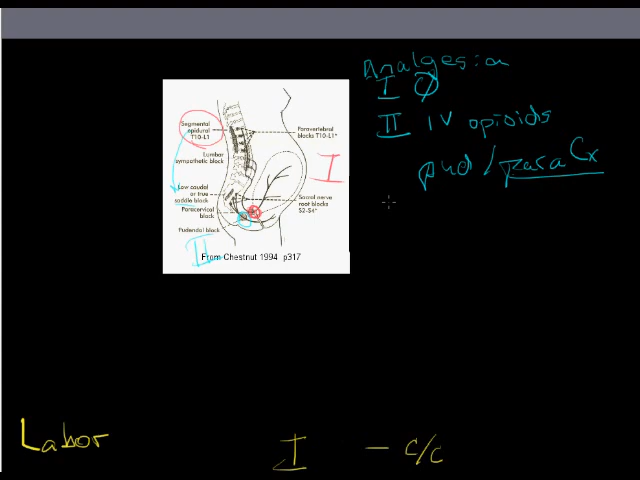 Analgesia
I Ø
II IV opioids
pud / para Cx
Segmental
epidural
T10-L1
Paravertebral
blocks T10-L1*
Lumbar
sympathetic block
I
Low caudal
or true
saddle block
Sacral nerve
root blocks
S2-S4*
Paracervical
block
Pudendal block
II
From Chestnut 1994 p317
Labor I - c/c